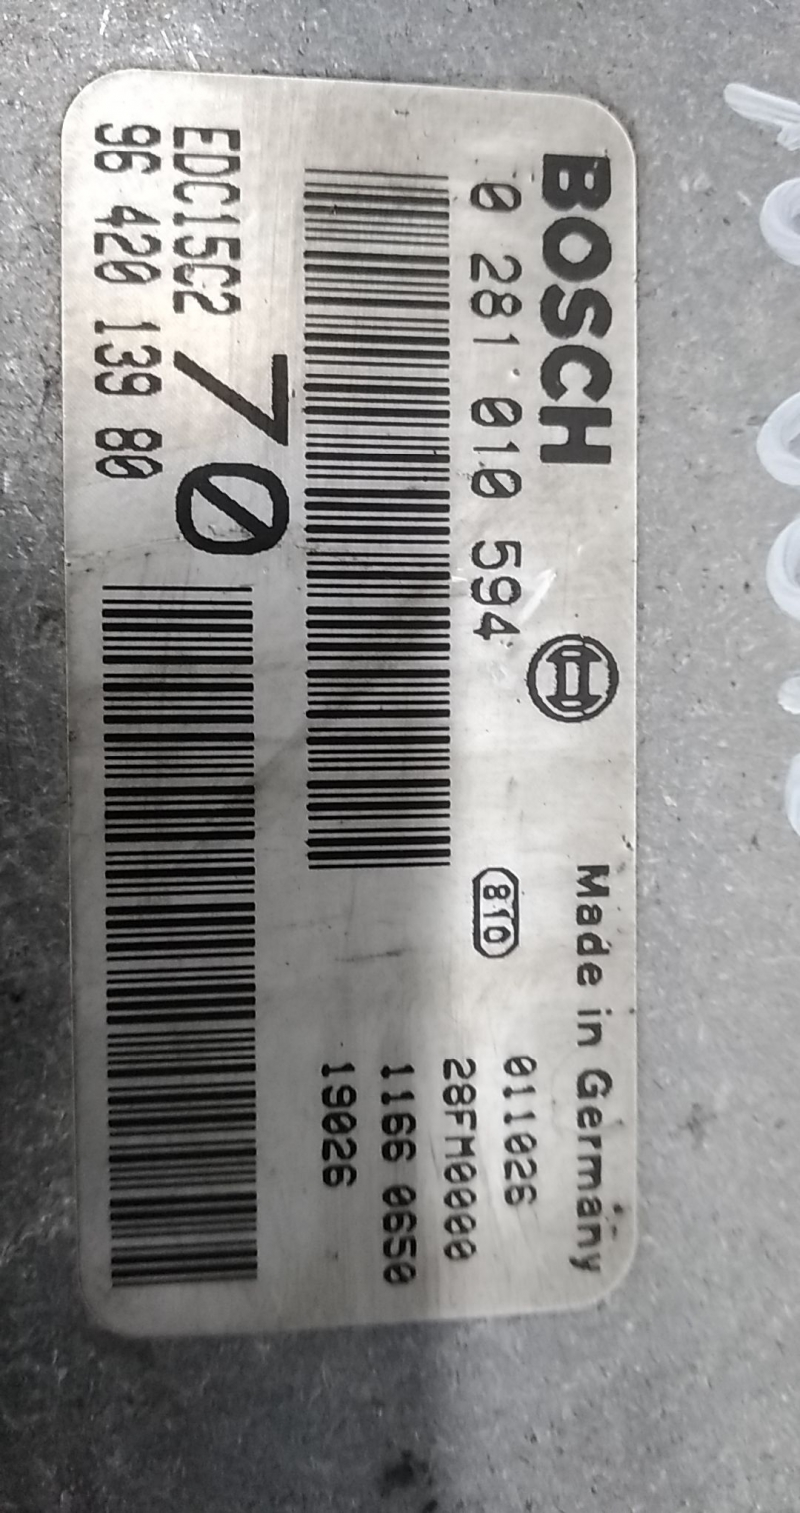 BOSCH
Made in Germany
0 281 010 594
8T0
011026
28FM0000
1166 0650
19026
EDC15C2
70
96 420 139 80